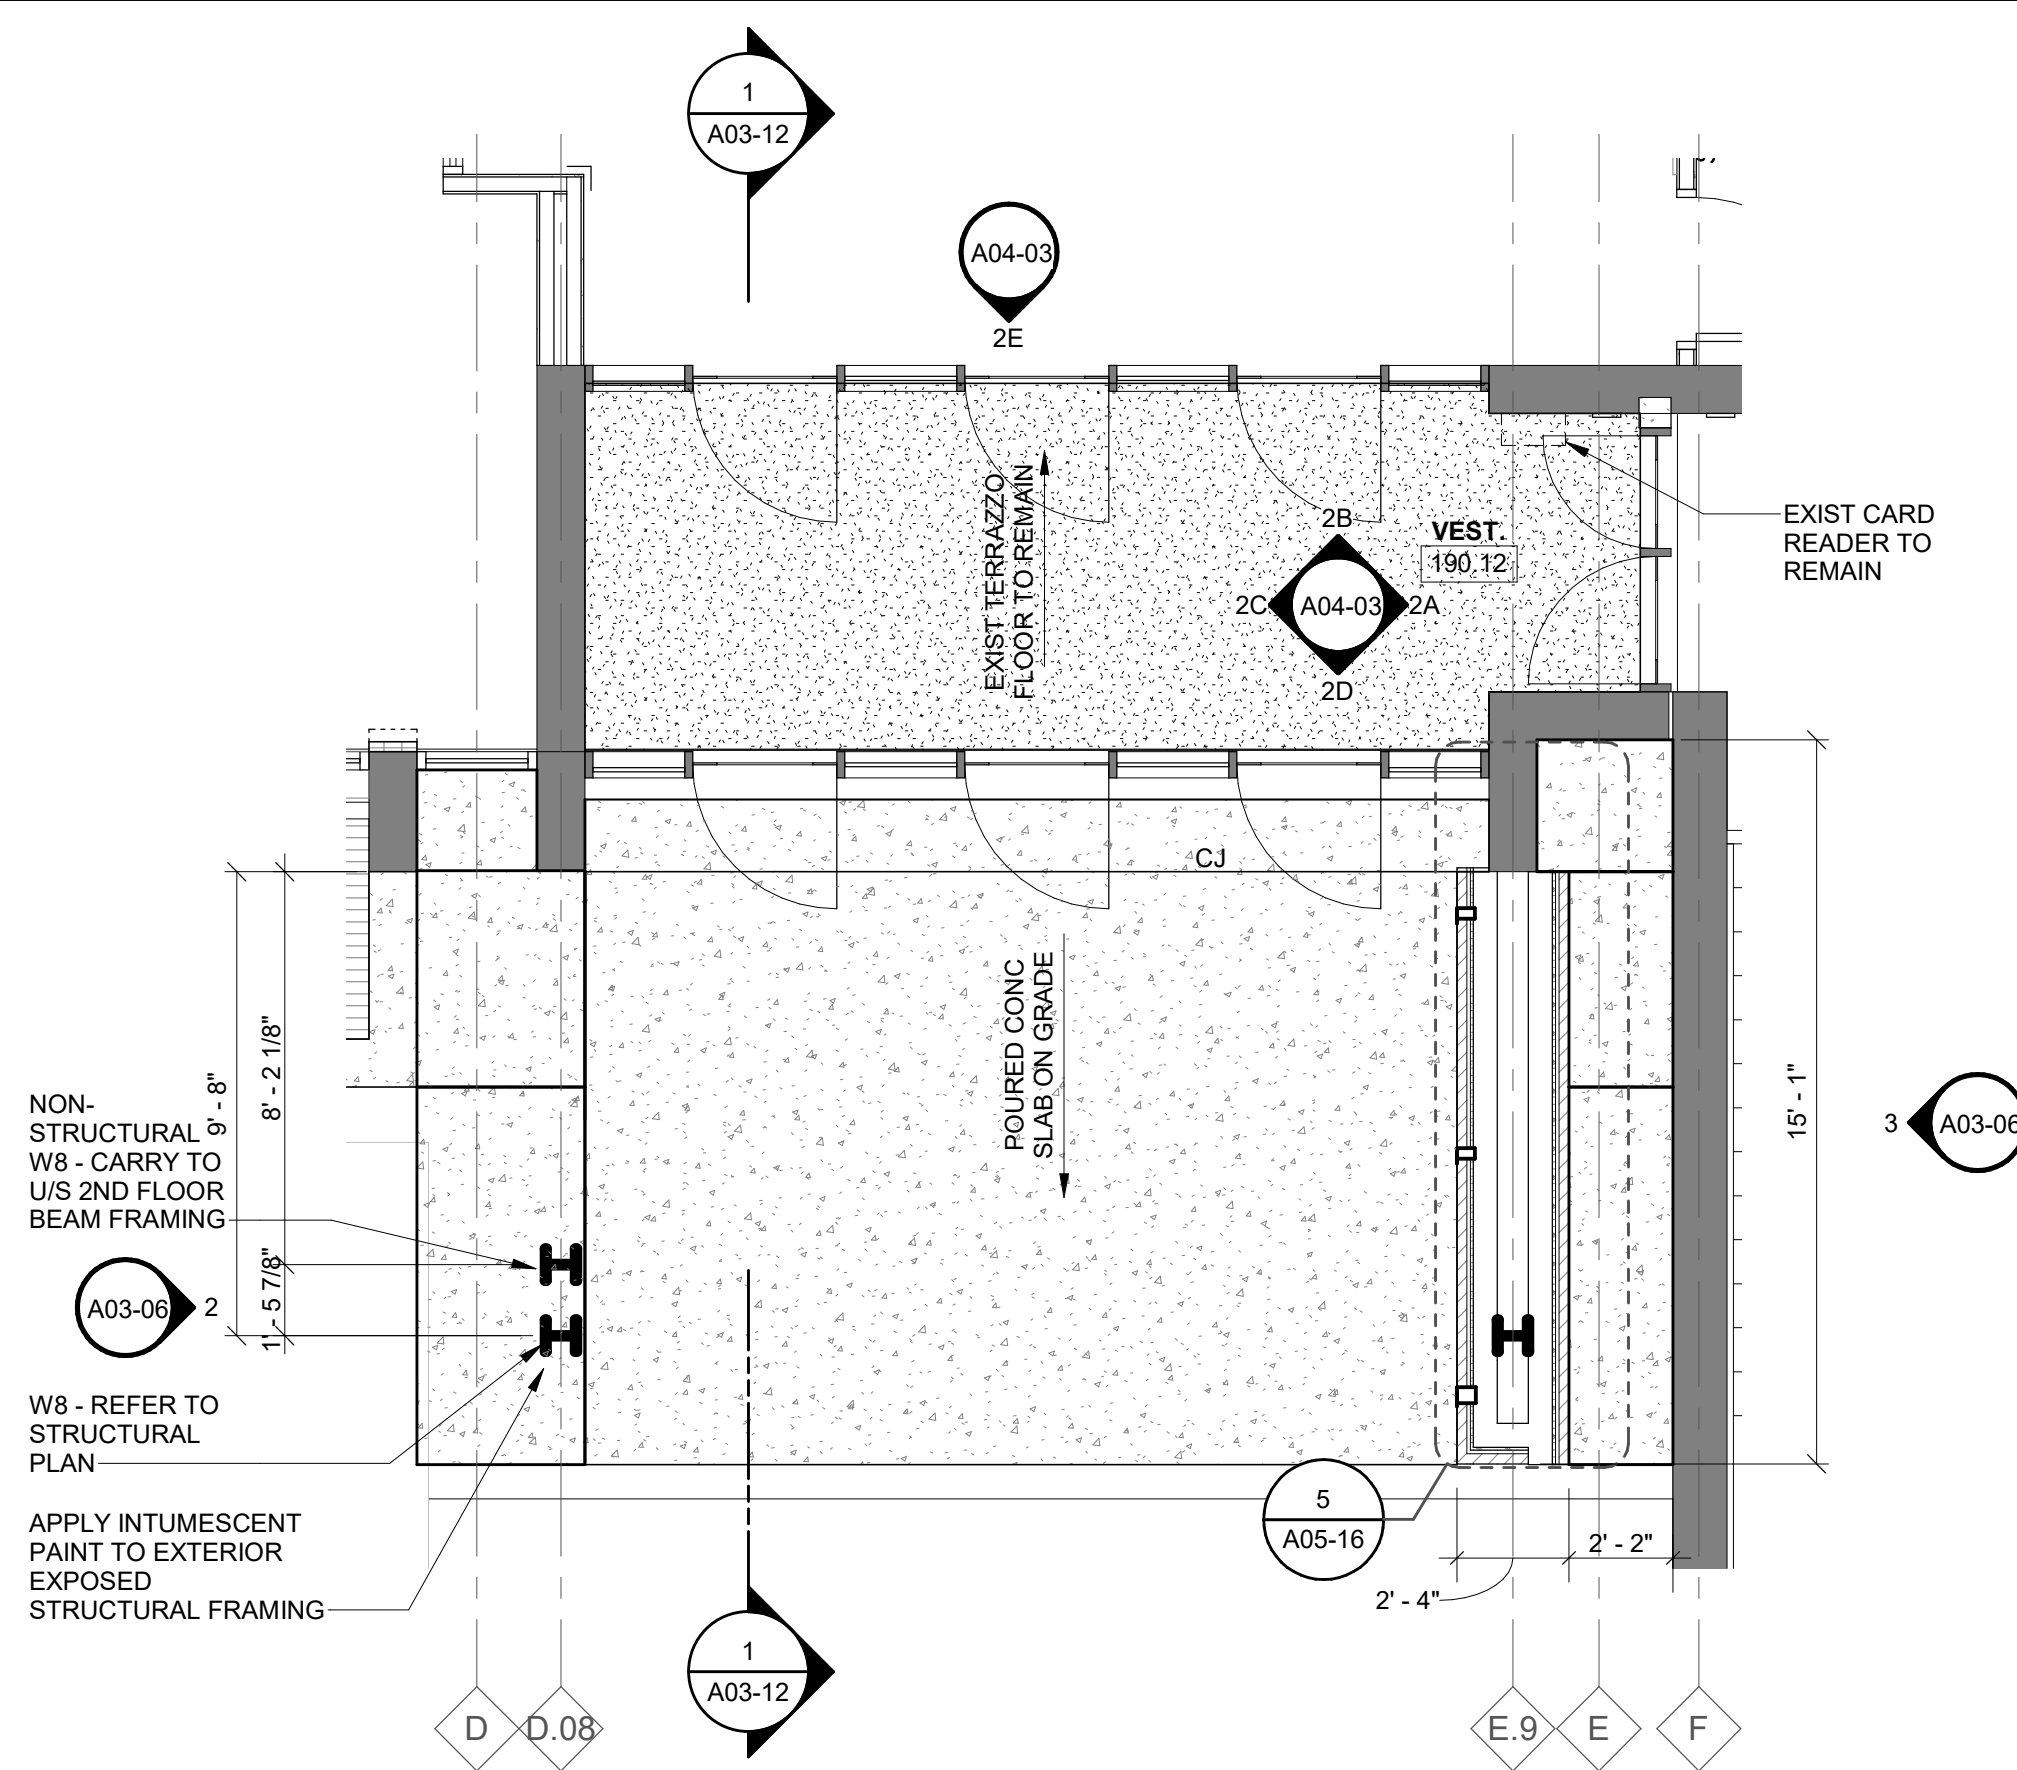 1
A03-12
A04-03
2E
EXIST TERRAZZO
FLOOR TO REMAIN
2B
VEST.
190.12
2C
A04-03
2A
2D
EXIST CARD
READER TO
REMAIN
CJ
POURED CONC
SLAB ON GRADE
9' - 8"
8' - 2 1/8"
1' - 5 7/8"
15' - 1"
NON-
STRUCTURAL
W8 - CARRY TO
U/S 2ND FLOOR
BEAM FRAMING
3
A03-06
A03-06
2
W8 - REFER TO
STRUCTURAL
PLAN
APPLY INTUMESCENT
PAINT TO EXTERIOR
EXPOSED
STRUCTURAL FRAMING
5
A05-16
2' - 2"
2' - 4"
1
A03-12
D
D.08
E.9
E
F